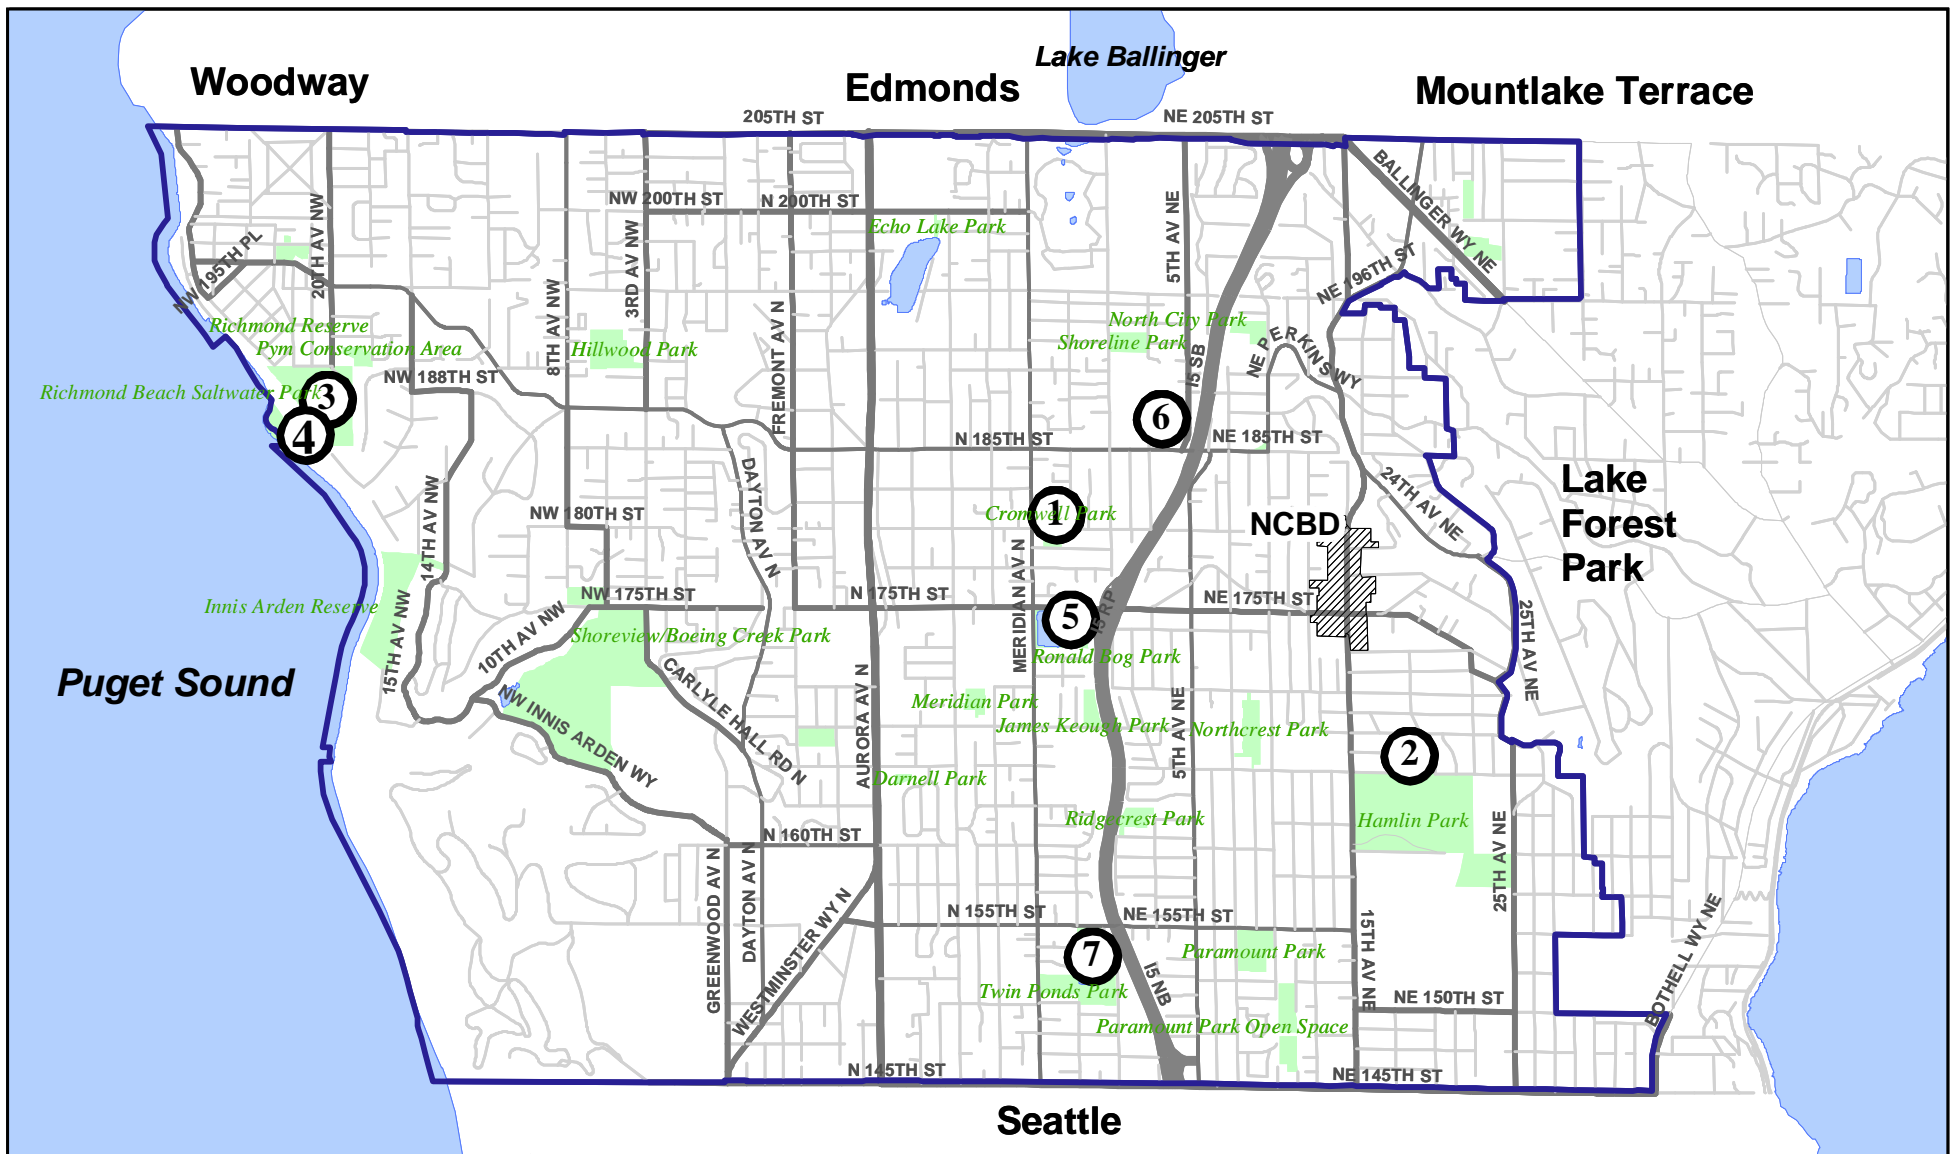 Lake Ballinger
Woodway
Edmonds
Mountlake Terrace
205TH ST
NE 205TH ST
BALLINGER WY NE
NW 200TH ST
N 200TH ST
Echo Lake Park
20TH AV NW
3RD AV NW
5TH AV NE
NW 195TH PL
NE 196TH ST
8TH AV NW
FREMONT AV N
Richmond Reserve
North City Park
Pym Conservation Area
Hillwood Park
Shoreline Park
I5 SB
NE PERKINS WY
NW 188TH ST
Richmond Beach Saltwater Park
3
4
6
N 185TH ST
NE 185TH ST
DAYTON AV N
14TH AV NW
24TH AV NE
Lake
Forest
Park
NW 180TH ST
Cromwell Park
1
NCBD
MERIDIAN AV N
NW 175TH ST
N 175TH ST
NE 175TH ST
Innis Arden Reserve
15TH AV NW
10TH AV NW
Shoreview/Boeing Creek Park
5
I5 RP
25TH AV NE
Ronald Bog Park
Puget Sound
CARLYLE HALL RD N
NW INNIS ARDEN WY
AURORA AV N
Meridian Park
James Keough Park
5TH AV NE
Northcrest Park
2
Darnell Park
Ridgecrest Park
Hamlin Park
N 160TH ST
GREENWOOD AV N
DAYTON AV N
WESTMINSTER WY N
25TH AV NE
N 155TH ST
NE 155TH ST
15TH AV NE
BOTHELL WY NE
7
Paramount Park
I5 NB
Twin Ponds Park
NE 150TH ST
Paramount Park Open Space
N 145TH ST
NE 145TH ST
Seattle